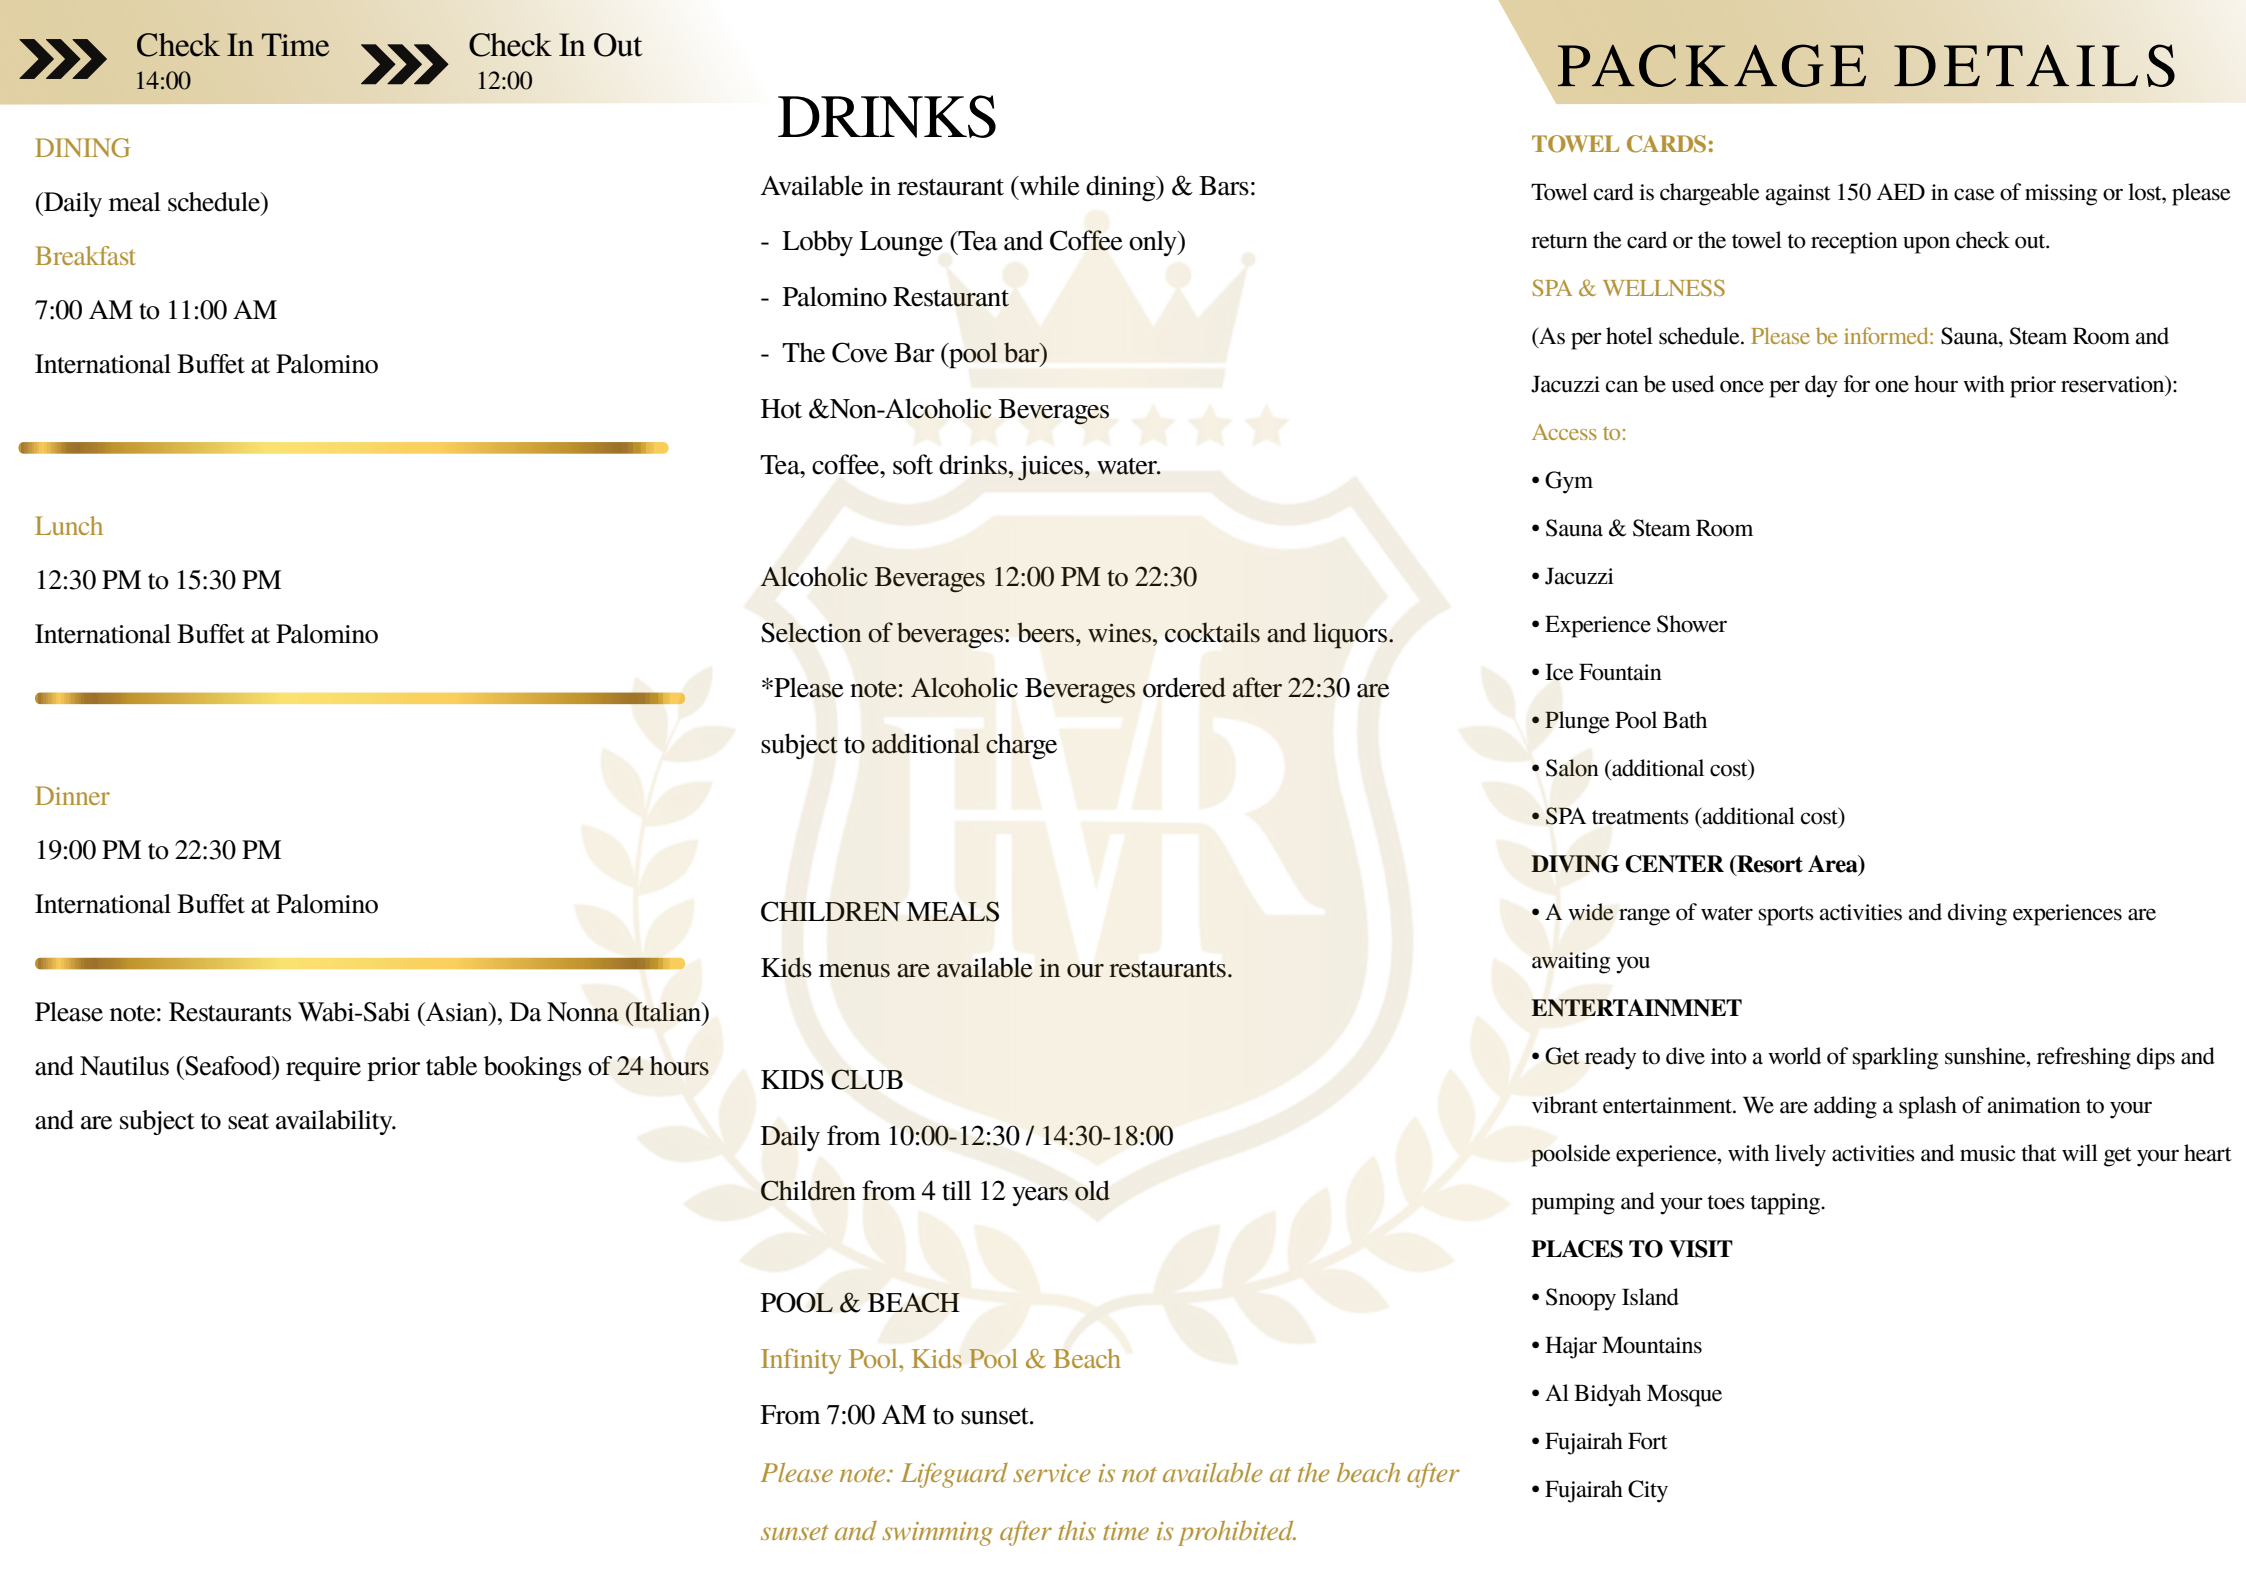 Check In Time
14:00
Check In Out
12:00
DINING
(Daily meal schedule)
Breakfast
7:00 AM to 11:00 AM
International Buffet at Palomino
Lunch
12:30 PM to 15:30 PM
International Buffet at Palomino
Dinner
19:00 PM to 22:30 PM
International Buffet at Palomino
Please note: Restaurants Wabi-Sabi (Asian), Da Nonna (Italian)
and Nautilus (Seafood) require prior table bookings of 24 hours
and are subject to seat availability.
DRINKS
Available in restaurant (while dining) & Bars:
- Lobby Lounge (Tea and Coffee only)
- Palomino Restaurant
- The Cove Bar (pool bar)
Hot &Non-Alcoholic Beverages
Tea, coffee, soft drinks, juices, water.
Alcoholic Beverages 12:00 PM to 22:30
Selection of beverages: beers, wines, cocktails and liquors.
*Please note: Alcoholic Beverages ordered after 22:30 are
subject to additional charge
CHILDREN MEALS
Kids menus are available in our restaurants.
KIDS CLUB
Daily from 10:00-12:30 / 14:30-18:00
Children from 4 till 12 years old
POOL & BEACH
Infinity Pool, Kids Pool & Beach
From 7:00 AM to sunset.
Please note: Lifeguard service is not available at the beach after
sunset and swimming after this time is prohibited.
PACKAGE DETAILS
TOWEL CARDS:
Towel card is chargeable against 150 AED in case of missing or lost, please
return the card or the towel to reception upon check out.
SPA & WELLNESS
(As per hotel schedule. Please be informed: Sauna, Steam Room and
Jacuzzi can be used once per day for one hour with prior reservation):
Access to:
• Gym
• Sauna & Steam Room
• Jacuzzi
• Experience Shower
• Ice Fountain
• Plunge Pool Bath
• Salon (additional cost)
• SPA treatments (additional cost)
DIVING CENTER (Resort Area)
• A wide range of water sports activities and diving experiences are
awaiting you
ENTERTAINMNET
• Get ready to dive into a world of sparkling sunshine, refreshing dips and
vibrant entertainment. We are adding a splash of animation to your
poolside experience, with lively activities and music that will get your heart
pumping and your toes tapping.
PLACES TO VISIT
• Snoopy Island
• Hajar Mountains
• Al Bidyah Mosque
• Fujairah Fort
• Fujairah City